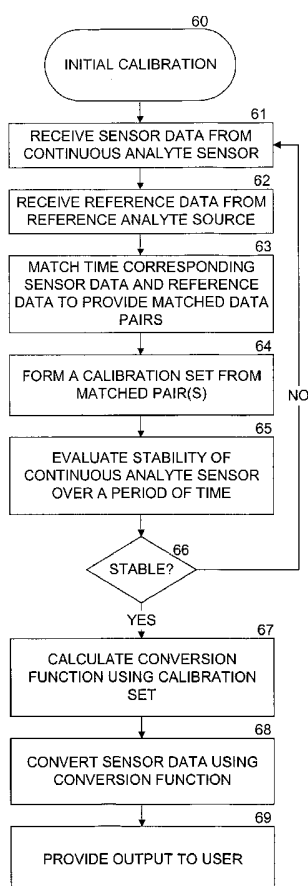 60
INITIAL CALIBRATION
61
RECEIVE SENSOR DATA FROM
CONTINUOUS ANALYTE SENSOR
62
RECEIVE REFERENCE DATA FROM
REFERENCE ANALYTE SOURCE
63
MATCH TIME CORRESPONDING
SENSOR DATA AND REFERENCE
DATA TO PROVIDE MATCHED DATA
PAIRS
64
FORM A CALIBRATION SET FROM
MATCHED PAIR(S)
NO
65
EVALUATE STABILITY OF
CONTINUOUS ANALYTE SENSOR
OVER A PERIOD OF TIME
66
STABLE?
YES
67
CALCULATE CONVERSION
FUNCTION USING CALIBRATION
SET
68
CONVERT SENSOR DATA USING
CONVERSION FUNCTION
69
PROVIDE OUTPUT TO USER